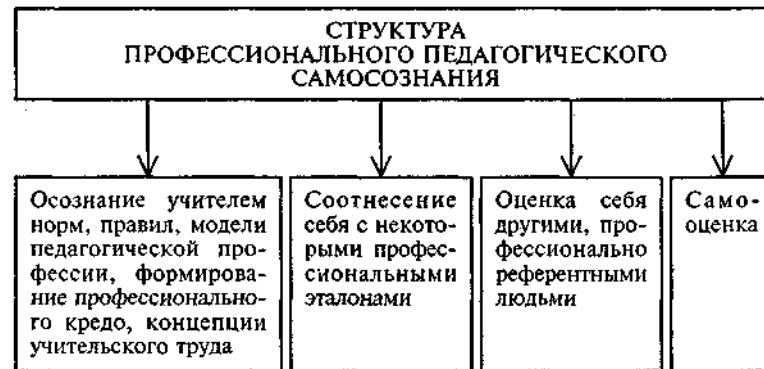 СТРУКТУРА
ПРОФЕССИОНАЛЬНОГО ПЕДАГОГИЧЕСКОГО
САМОСОЗНАНИЯ
Осознание учителем
норм, правил, модели
педагогической про-
фессии, формирова-
ние профессионально-
го кредо, концепции
учительского труда
Соотнесение
себя с некото-
рыми профес-
сиональными
эталонами
Оценка себя
другими, про-
фессионально
референтными
людьми
Само-
оценка